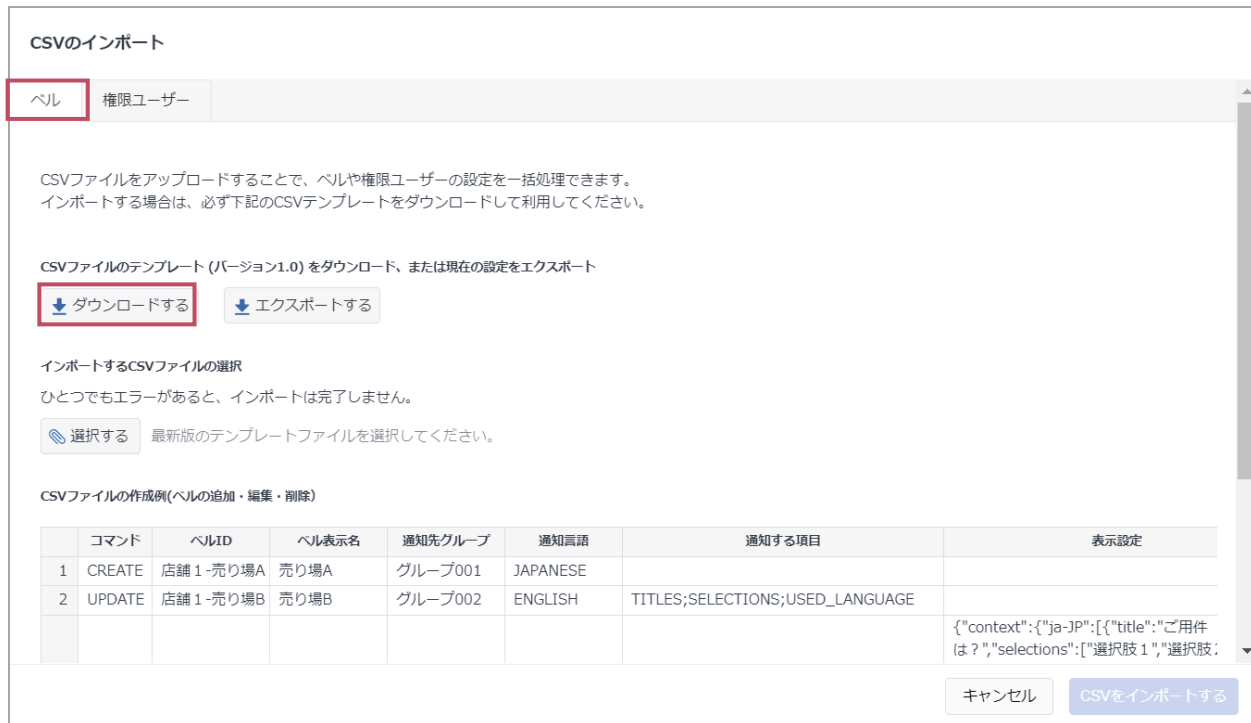 CSVのインポート
ベル 権限ユーザー
CSVファイルをアップロードすることで、ベルや権限ユーザーの設定を一括処理できます。
インポートする場合は、必ず下記のCSVテンプレートをダウンロードして利用してください。
CSVファイルのテンプレート (バージョン1.0) をダウンロード、または現在の設定をエクスポート
ダウンロードする エクスポートする
インポートするCSVファイルの選択
ひとつでもエラーがあると、インポートは完了しません。
選択する 最新版のテンプレートファイルを選択してください。
CSVファイルの作成例(ベルの追加・編集・削除)
コマンド ベルID ベル表示名 通知先グループ 通知言語 通知する項目 表示設定
1 CREATE 店舗1-売り場A 売り場A グループ001 JAPANESE
2 UPDATE 店舗1-売り場B 売り場B グループ002 ENGLISH TITLES;SELECTIONS;USED_LANGUAGE
{"context":{"ja-JP":[{"title":"ご用件
は?","selections":["選択肢1","選択肢
キャンセル CSVをインポートする